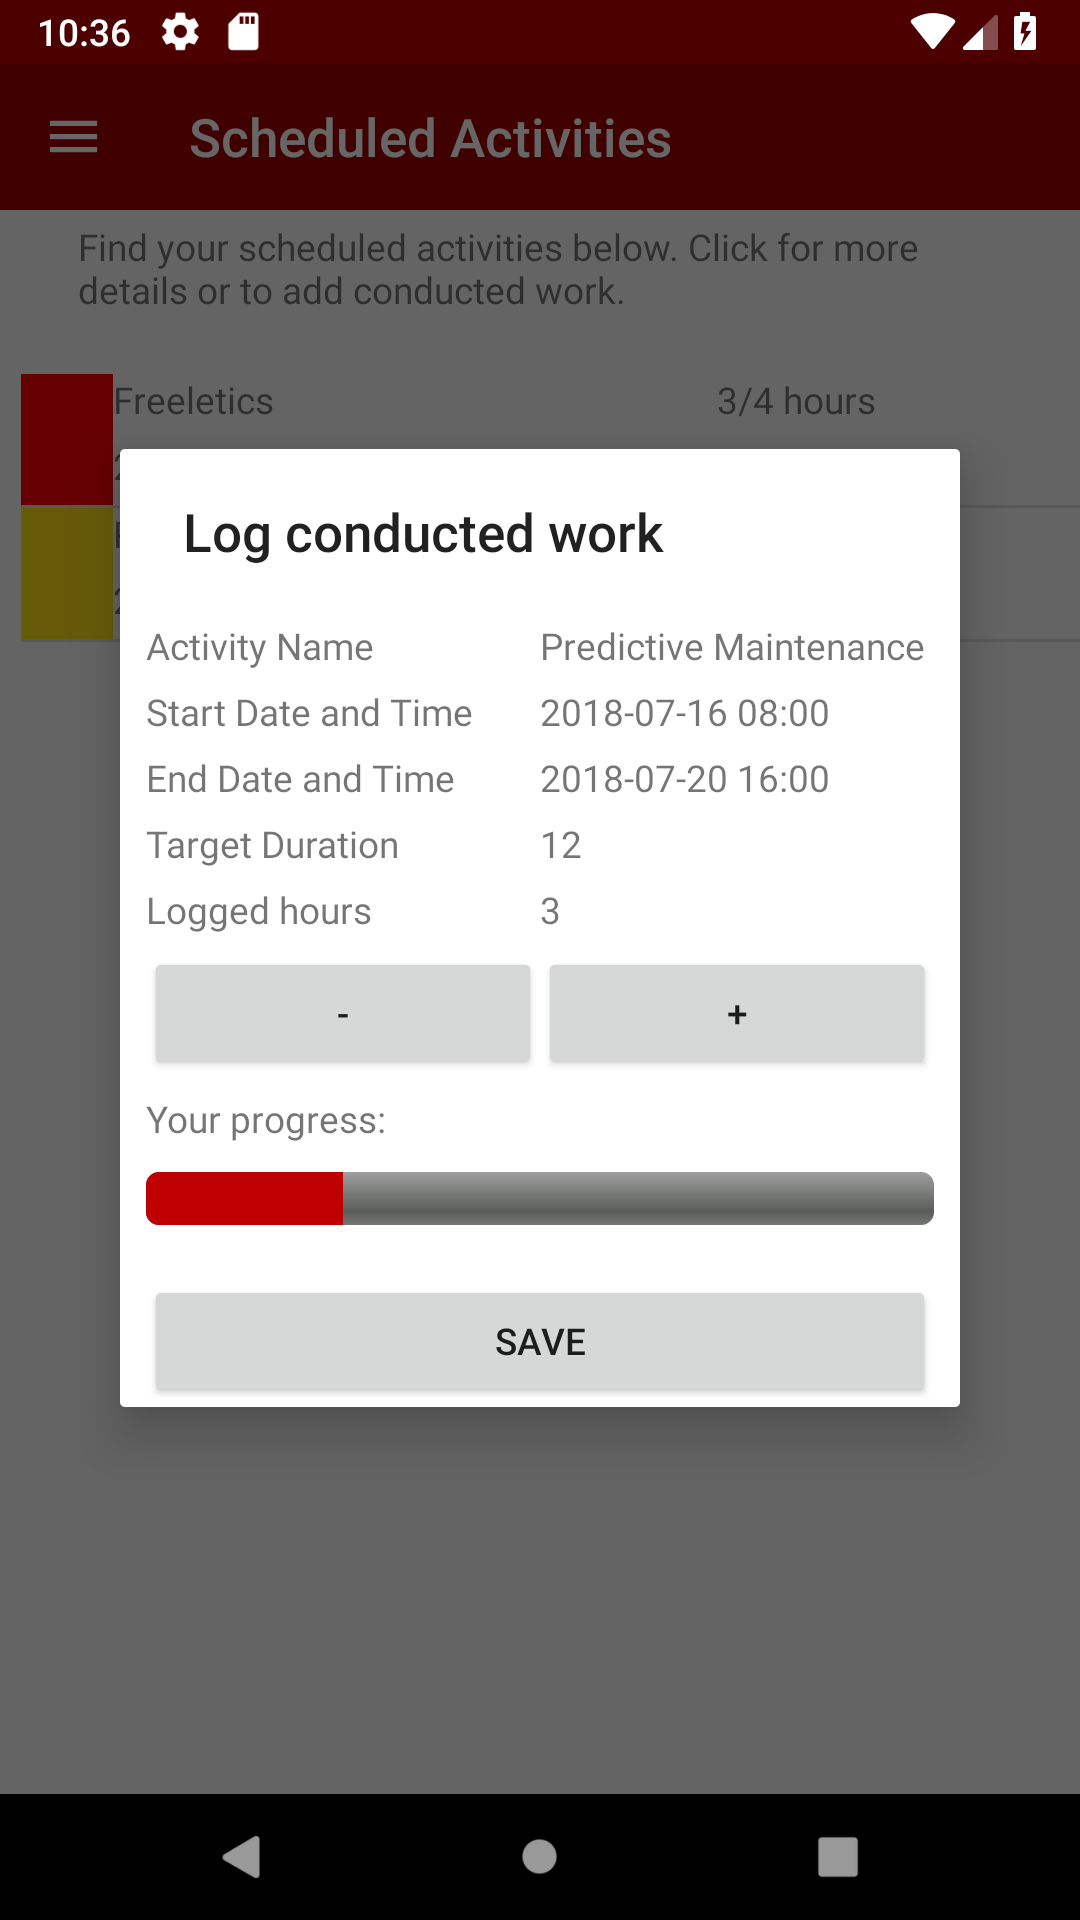 10:36
Scheduled Activities
Find your scheduled activities below. Click for more
details or to add conducted work.
Freeletics 3/4 hours
Log conducted work
Activity Name Predictive Maintenance
Start Date and Time 2018-07-16 08:00
End Date and Time 2018-07-20 16:00
Target Duration 12
Logged hours 3
- +
Your progress:
SAVE